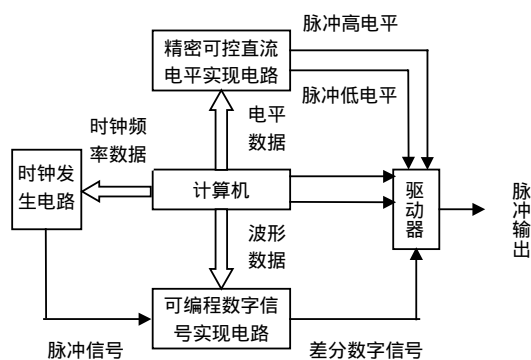 脉冲高电平
精密可控直流
电平实现电路
脉冲低电平
时钟频
率数据
电平
数据
时钟发
生电路
计算机
驱动器
脉冲输出
波形
数据
可编程数字信
号实现电路
脉冲信号
差分数字信号